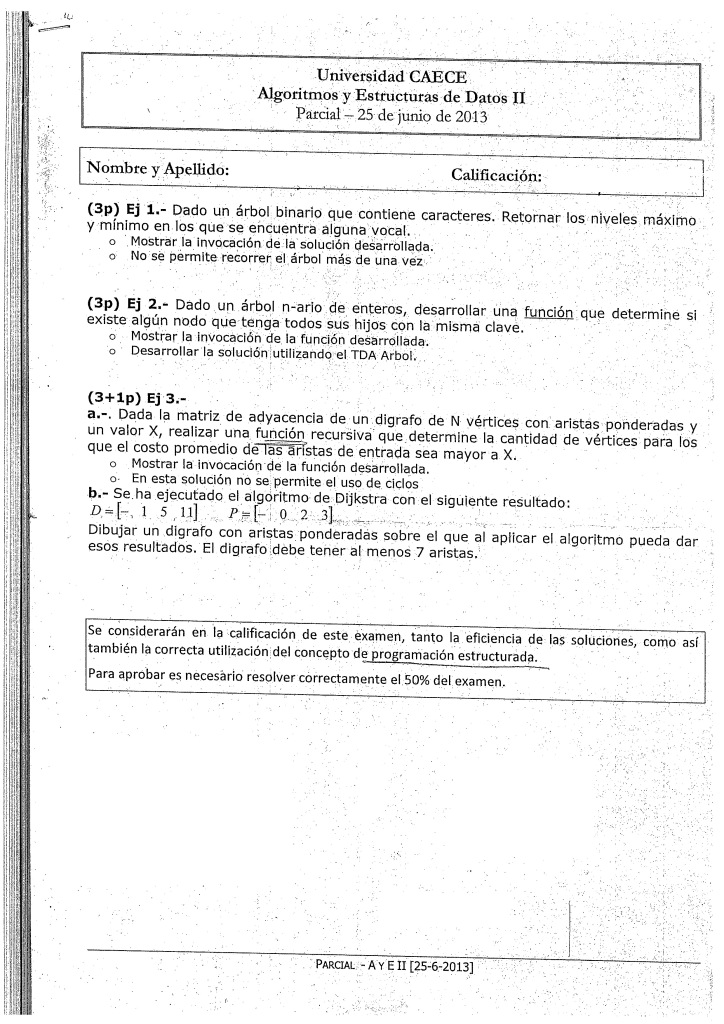 Universidad CAECE
Algoritmos y Estructuras de Datos II
Parcial – 25 de junio de 2013
Nombre y Apellido: Calificación:
(3p) Ej 1.- Dado un árbol binario que contiene caracteres. Retornar los niveles máximo
y mínimo en los que se encuentra alguna vocal.
o Mostrar la invocación de la solución desarrollada.
o No se permite recorrer el árbol más de una vez
(3p) Ej 2.- Dado un árbol n-ario de enteros, desarrollar una función que determine si
existe algún nodo que tenga todos sus hijos con la misma clave.
o Mostrar la invocación de la función desarrollada.
o Desarrollar la solución utilizando el TDA Arbol.
(3+1p) Ej 3.-
a.-. Dada la matriz de adyacencia de un digrafo de N vértices con aristas ponderadas y
un valor X, realizar una función recursiva que determine la cantidad de vértices para los
que el costo promedio de las aristas de entrada sea mayor a X.
o Mostrar la invocación de la función desarrollada.
o En esta solución no se permite el uso de ciclos
b.- Se ha ejecutado el algoritmo de Dijkstra con el siguiente resultado:
D = [–, 1 5 11] P = [– 0 2 3]
Dibujar un digrafo con aristas ponderadas sobre el que al aplicar el algoritmo pueda dar
esos resultados. El digrafo debe tener al menos 7 aristas.
Se considerarán en la calificación de este examen, tanto la eficiencia de las soluciones, como así
también la correcta utilización del concepto de programación estructurada.
Para aprobar es necesario resolver correctamente el 50% del examen.
PARCIAL - A Y E II [25-6-2013]